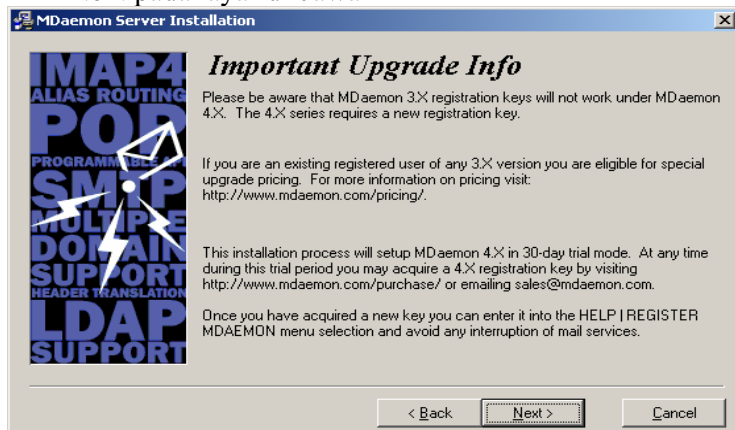 MDaemon Server Installation
IMAP4
ALIAS ROUTING
POP
PROGRAMMABLE API
SMTP
MULTIPLE
DOMAIN
SUPPORT
HEADER TRANSLATION
LDAP
SUPPORT
Important Upgrade Info
Please be aware that MDaemon 3.X registration keys will not work under MDaemon
4.X. The 4.X series requires a new registration key.
If you are an existing registered user of any 3.X version you are eligible for special
upgrade pricing. For more information on pricing visit:
http://www.mdaemon.com/pricing/.
This installation process will setup MDaemon 4.X in 30-day trial mode. At any time
during this trial period you may acquire a 4.X registration key by visiting
http://www.mdaemon.com/purchase/ or emailing sales@mdaemon.com.
Once you have acquired a new key you can enter it into the HELP | REGISTER
MDAEMON menu selection and avoid any interruption of mail services.
< Back Next > Cancel